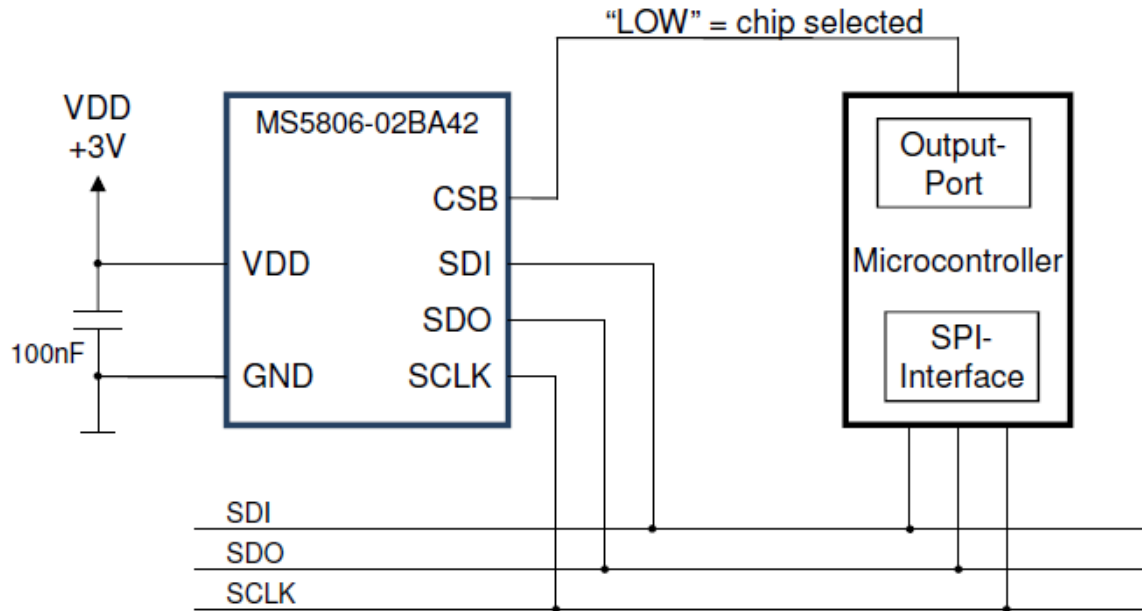 “LOW” = chip selected
VDD
+3V
MS5806-02BA42
CSB
VDD
SDI
SDO
GND
SCLK
100nF
Output-
Port
Microcontroller
SPI-
Interface
SDI
SDO
SCLK